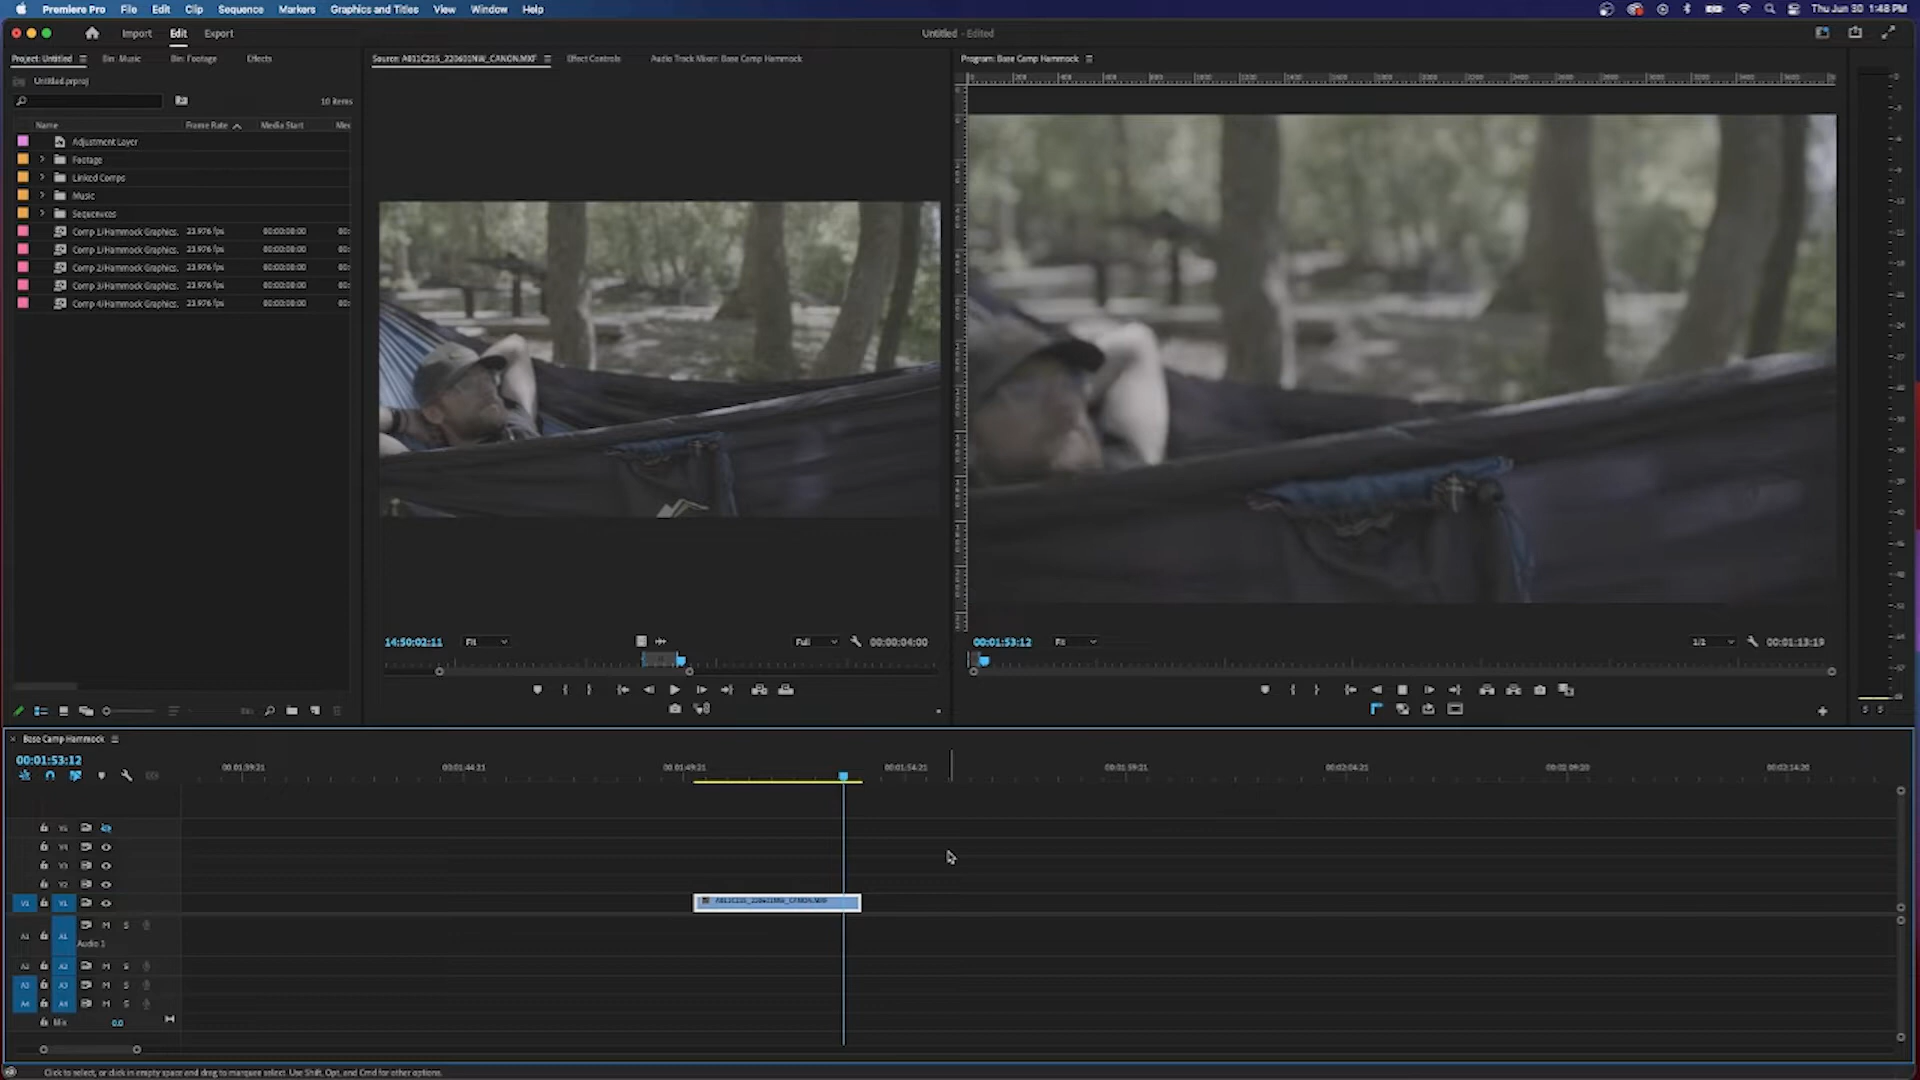 Premiere Pro File Edit Clip Sequence Markers Graphics and Titles View Window Help Thu Jun 30 1:48 PM
Import Edit Export Untitled - Edited
Project: Untitled Bin: Music Bin: Footage Effects Source: A011C215_220601NW_CANON.MXF Effect Controls Audio Track Mixer: Base Camp Hammock Program: Base Camp Hammock
Untitled.prproj
10 items
Name Frame Rate Media Start
Adjustment Layer
Footage
Linked Comps
Music
Sequences
Comp 1/Hammock Graphics. 23.976 fps 00:00:00:00 00:
Comp 1/Hammock Graphics. 23.976 fps 00:00:00:00 00:
Comp 2/Hammock Graphics. 23.976 fps 00:00:00:00 00:
Comp 3/Hammock Graphics. 23.976 fps 00:00:00:00 00:
Comp 4/Hammock Graphics. 23.976 fps 00:00:00:00 00:
14:50:02:11 Fit Full 00:00:04:00 00:01:53:12 Fit 1/2 00:01:13:19
S S
Base Camp Hammock
00:01:53:12
00:01:39:21 00:01:44:21 00:01:49:21 00:01:54:21 00:01:59:21 00:02:04:21 00:02:09:20 00:02:14:20
V5
V4
V3
V2
V1 V1 A011C215_220601NW_CANON.MXF
M S
A1 A1
Audio 1
A2 A2 M S
A3 A3 M S
A4 A4 M S
Mix 0.0
Click to select, or click in empty space and drag to marquee select. Use Shift, Opt, and Cmd for other options.